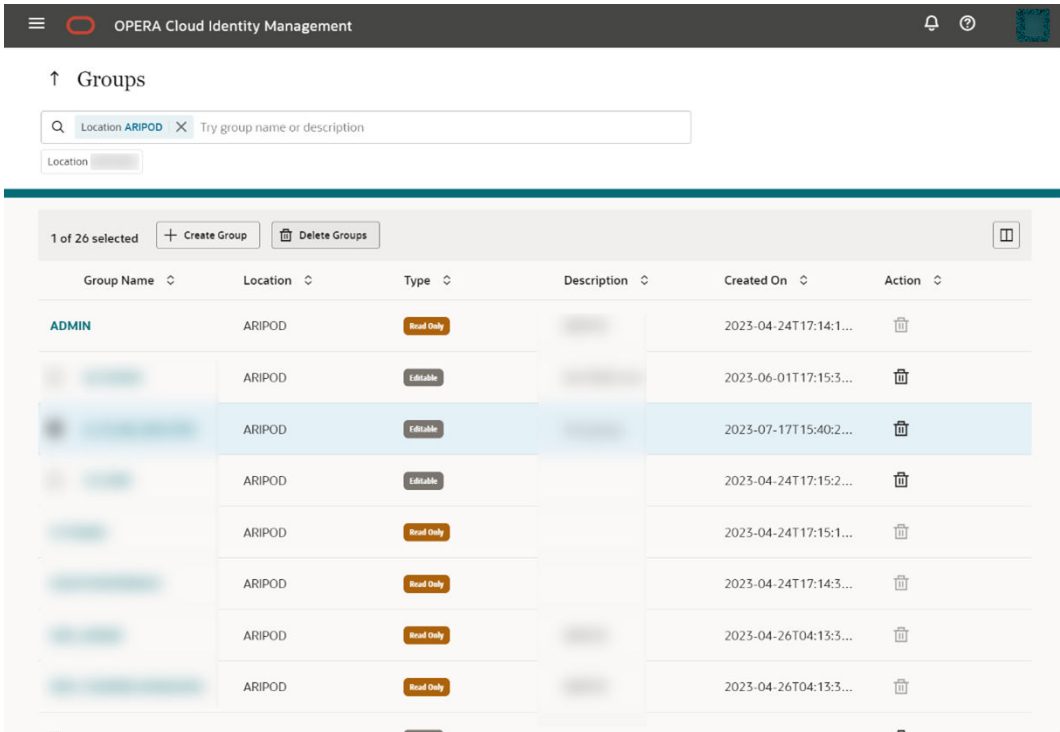 OPERA Cloud Identity Management
Groups
Location ARIPOD Try group name or description
Location
1 of 26 selected Create Group Delete Groups
Group Name Location Type Description Created On Action
ADMIN ARIPOD Read Only 2023-04-24T17:14:1...
ARIPOD Editable 2023-06-01T17:15:3...
ARIPOD Editable 2023-07-17T15:40:2...
ARIPOD Editable 2023-04-24T17:15:2...
ARIPOD Read Only 2023-04-24T17:15:1...
ARIPOD Read Only 2023-04-24T17:14:3...
ARIPOD Read Only 2023-04-26T04:13:3...
ARIPOD Read Only 2023-04-26T04:13:3...